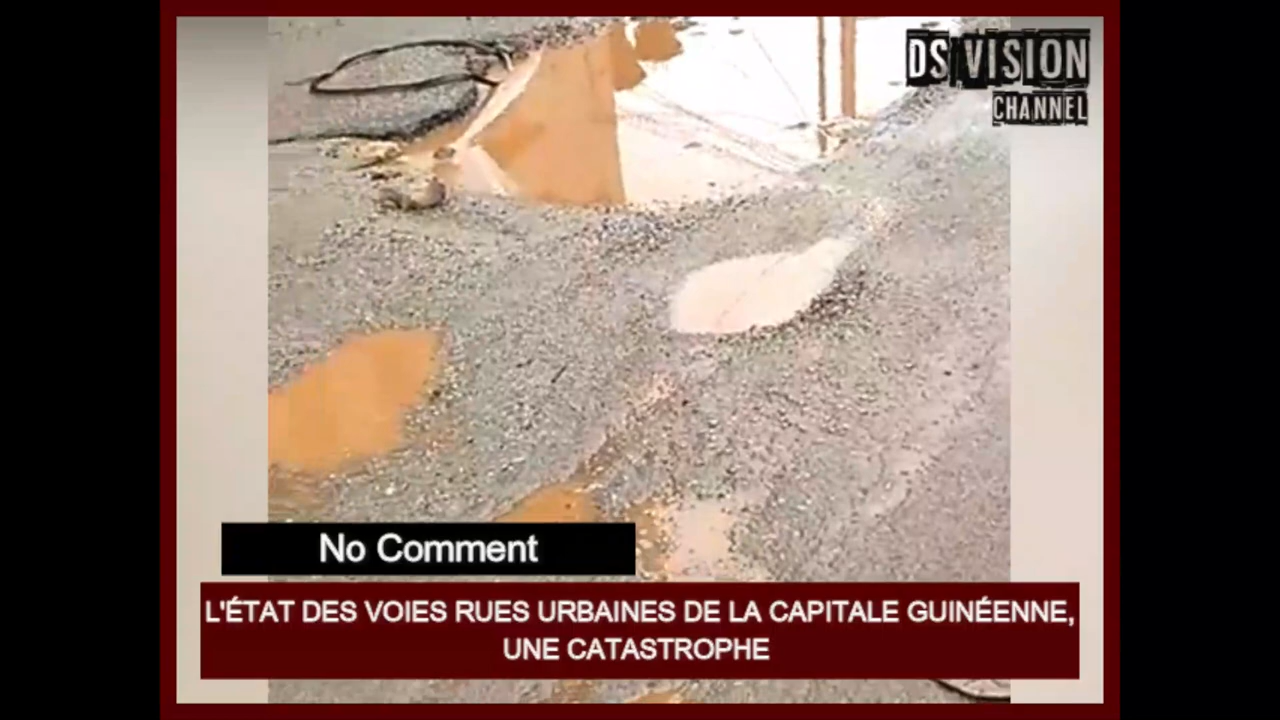 DS VISION
CHANNEL
No Comment
L'ÉTAT DES VOIES RUES URBAINES DE LA CAPITALE GUINÉENNE,
UNE CATASTROPHE